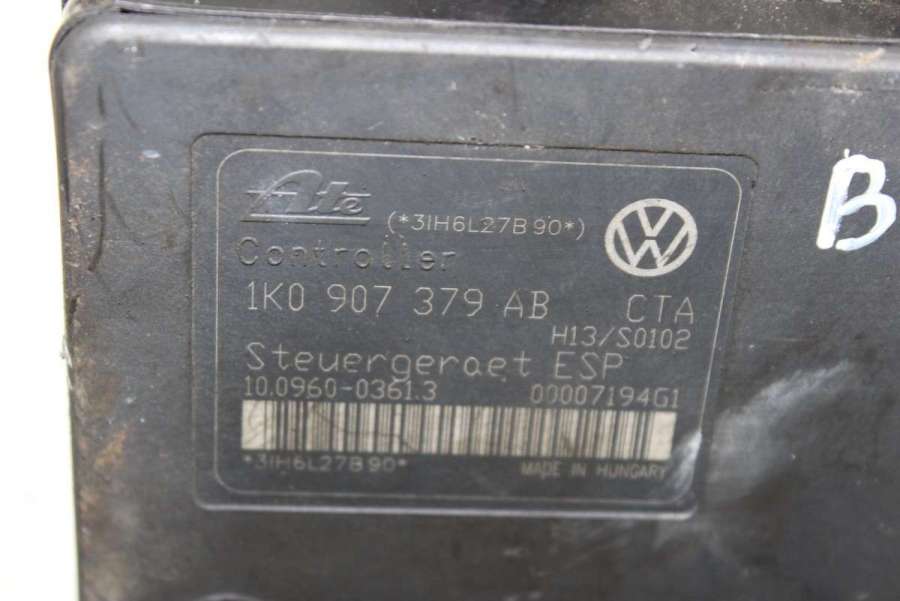 Ate (*3IH6L27B90*)
Controller
1K0 907 379 AB CTA
H13/S0102
Steuergeraet ESP
10.0960-0361.3 00007194G1
*3IH6L27B90* MADE IN HUNGARY
B